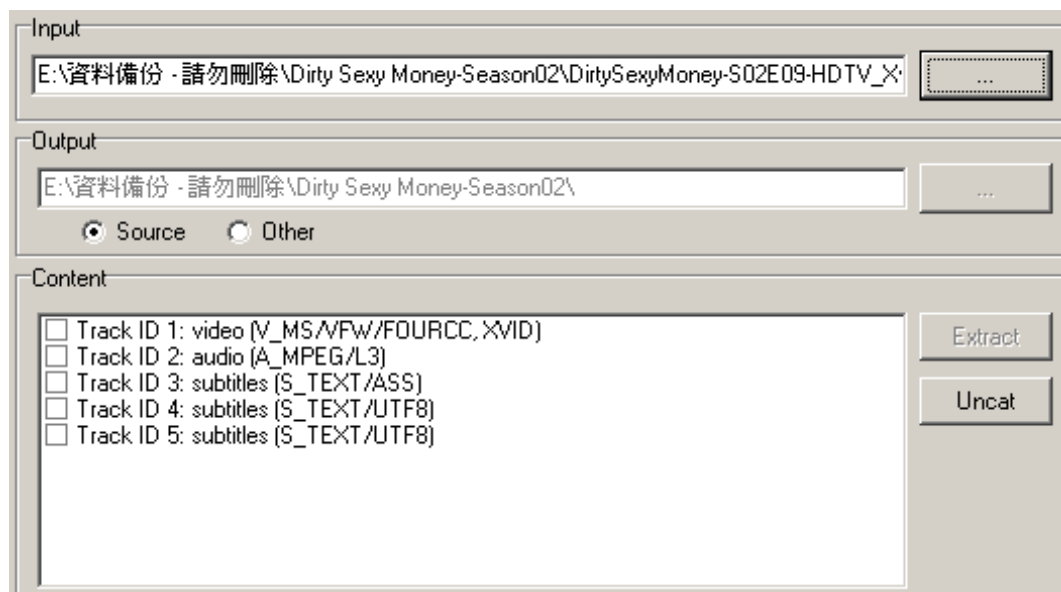 Input
E:\資料備份 - 請勿刪除\Dirty Sexy Money-Season02\DirtySexyMoney-S02E09-HDTV_X
...
Output
E:\資料備份 - 請勿刪除\Dirty Sexy Money-Season02\
...
Source Other
Content
Track ID 1: video (V_MS/VFW/FOURCC, XVID)
Track ID 2: audio (A_MPEG/L3)
Track ID 3: subtitles (S_TEXT/ASS)
Track ID 4: subtitles (S_TEXT/UTF8)
Track ID 5: subtitles (S_TEXT/UTF8)
Extract
Uncat